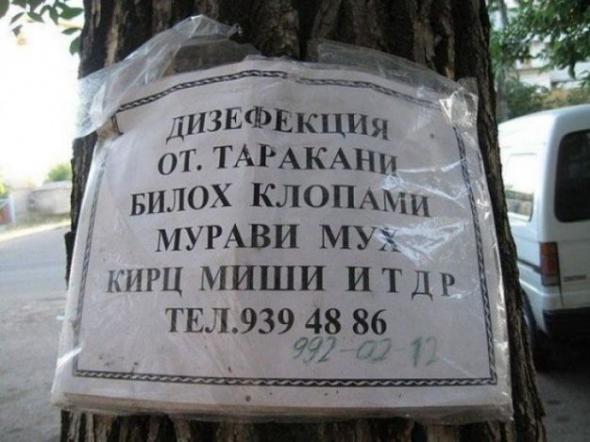 ДИЗЕФЕКЦИЯ
ОТ. ТАРАКАНИ
БИЛОХ КЛОПАМИ
МУРАВИ МУХ
КИРЦ МИШИ И Т Д Р
ТЕЛ.939 48 86
992-02-12